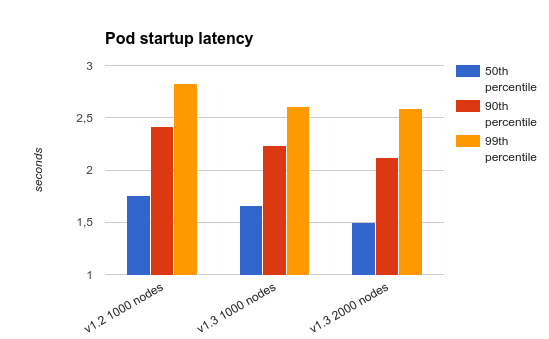 Pod startup latency
3
2,5
2
1,5
1
seconds
v1.2 1000 nodes
v1.3 1000 nodes
v1.3 2000 nodes
50th
percentile
90th
percentile
99th
percentile